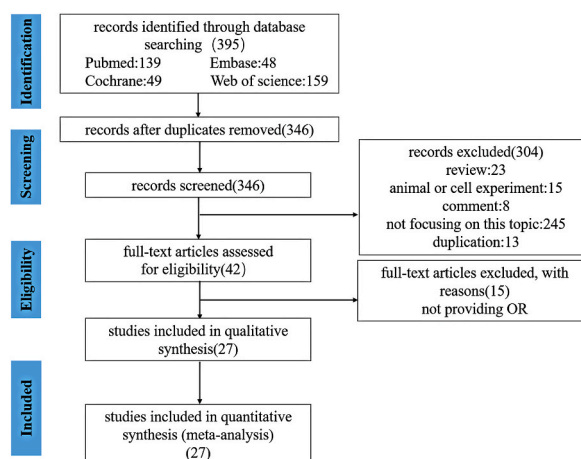 Identification
records identified through database
searching (395)
Pubmed:139 Embase:48
Cochrane:49 Web of science:159
records after duplicates removed(346)
Screening
records screened(346)
records excluded(304)
review:23
animal or cell experiment:15
comment:8
not focusing on this topic:245
duplication:13
Eligibility
full-text articles assessed
for eligibility(42)
full-text articles excluded, with
reasons(15)
not providing OR
studies included in qualitative
synthesis(27)
Included
studies included in quantitative
synthesis (meta-analysis)
(27)